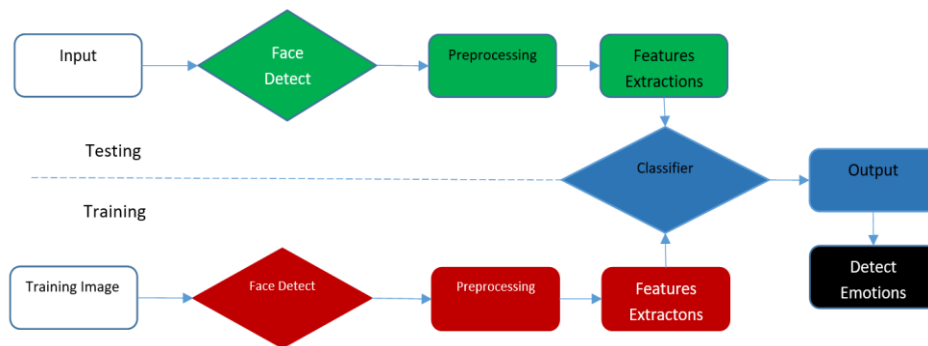 Input
Face
Detect
Preprocessing
Features
Extractions
Testing
Classifier
Output
Training
Training Image
Face Detect
Preprocessing
Features
Extractons
Detect
Emotions